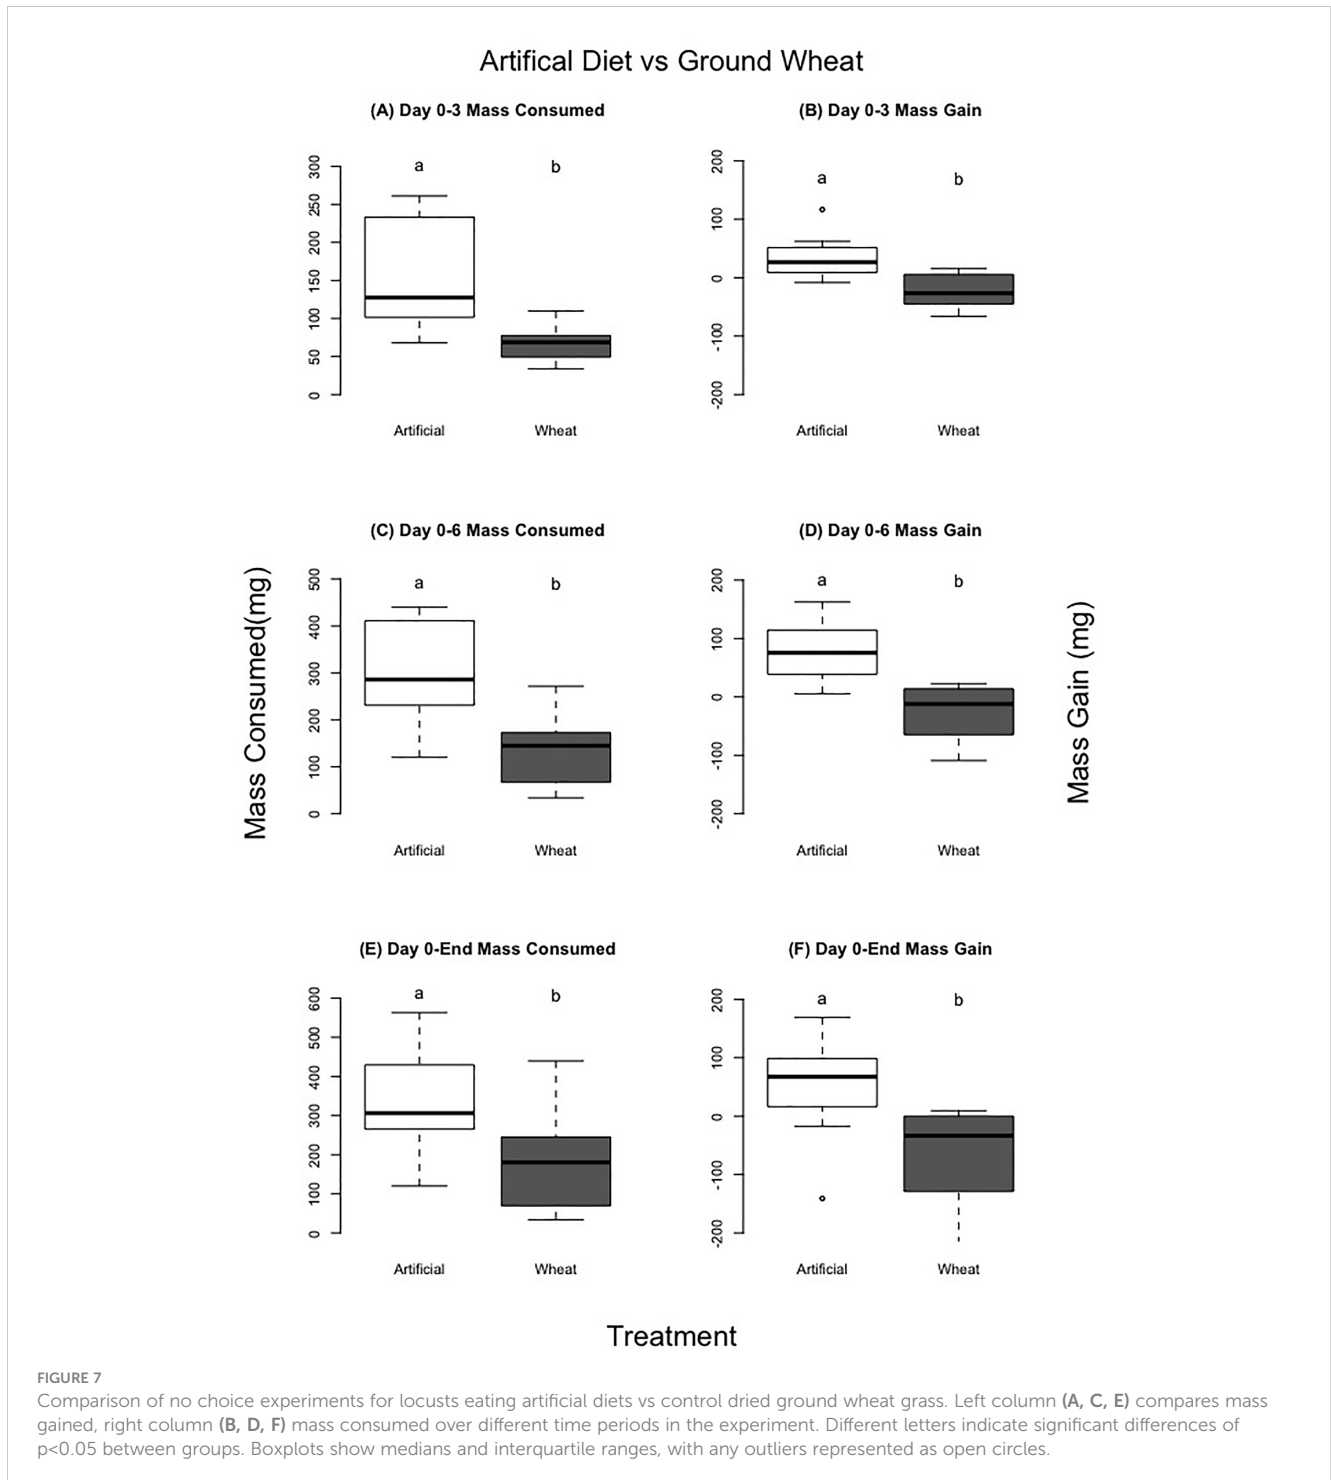 Artifical Diet vs Ground Wheat
(A) Day 0-3 Mass Consumed
300
250
200
150
100
50
0
a
b
Artificial
Wheat
(B) Day 0-3 Mass Gain
200
100
0
-100
-200
a
b
Artificial
Wheat
Mass Consumed(mg)
(C) Day 0-6 Mass Consumed
500
400
300
200
100
0
a
b
Artificial
Wheat
(D) Day 0-6 Mass Gain
200
100
0
-100
-200
a
b
Artificial
Wheat
Mass Gain (mg)
(E) Day 0-End Mass Consumed
600
500
400
300
200
100
0
a
b
Artificial
Wheat
(F) Day 0-End Mass Gain
200
100
0
-100
-200
a
b
Artificial
Wheat
Treatment
FIGURE 7
Comparison of no choice experiments for locusts eating artificial diets vs control dried ground wheat grass. Left column (A, C, E) compares mass
gained, right column (B, D, F) mass consumed over different time periods in the experiment. Different letters indicate significant differences of
p<0.05 between groups. Boxplots show medians and interquartile ranges, with any outliers represented as open circles.